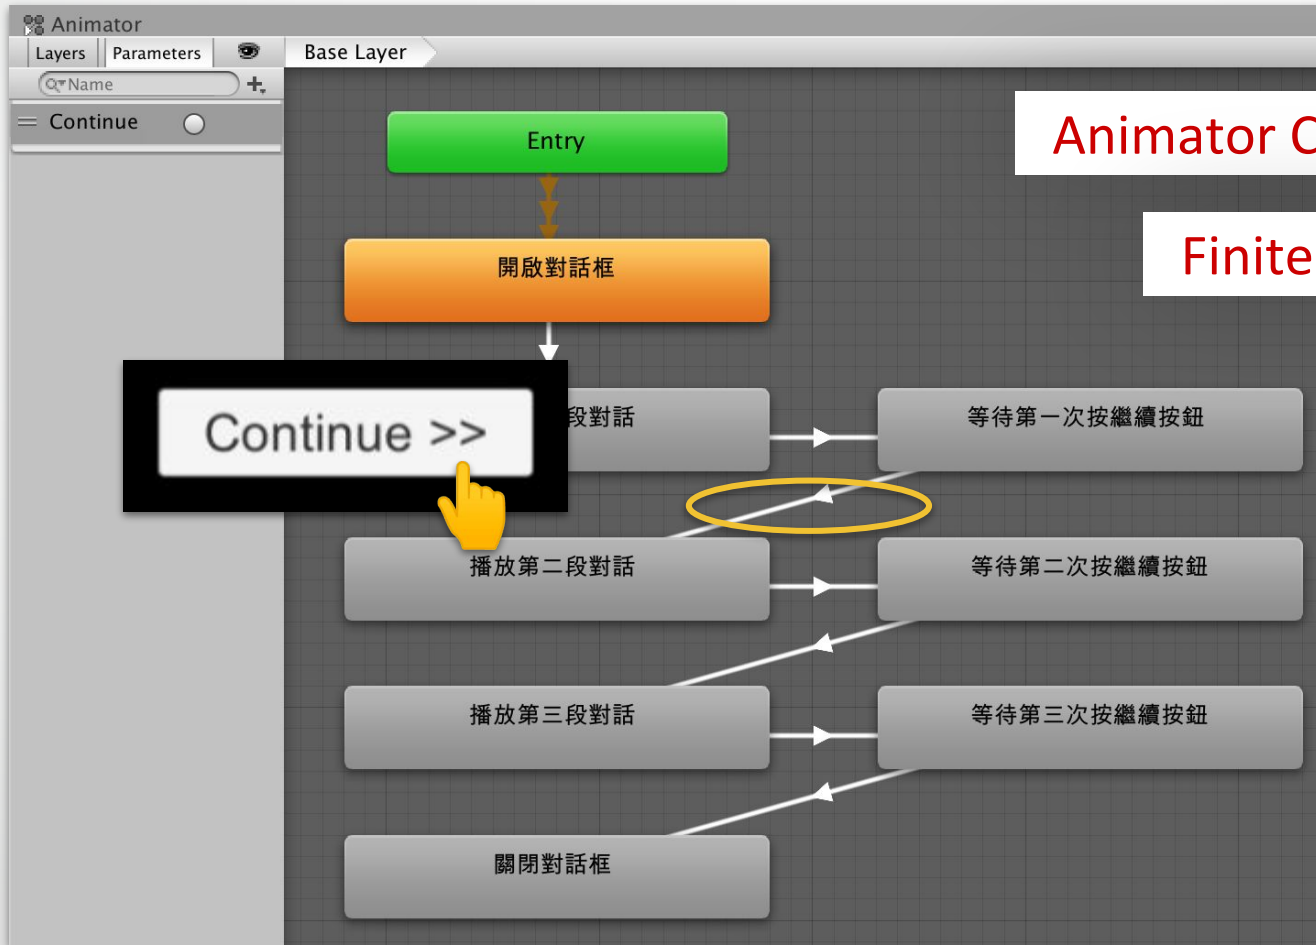 Animator
Layers
Parameters
Base Layer
Name
Continue
Entry
Animator C
開啟對話框
Finite
Continue >>
段對話
等待第一次按繼續按鈕
播放第二段對話
等待第二次按繼續按鈕
播放第三段對話
等待第三次按繼續按鈕
關閉對話框